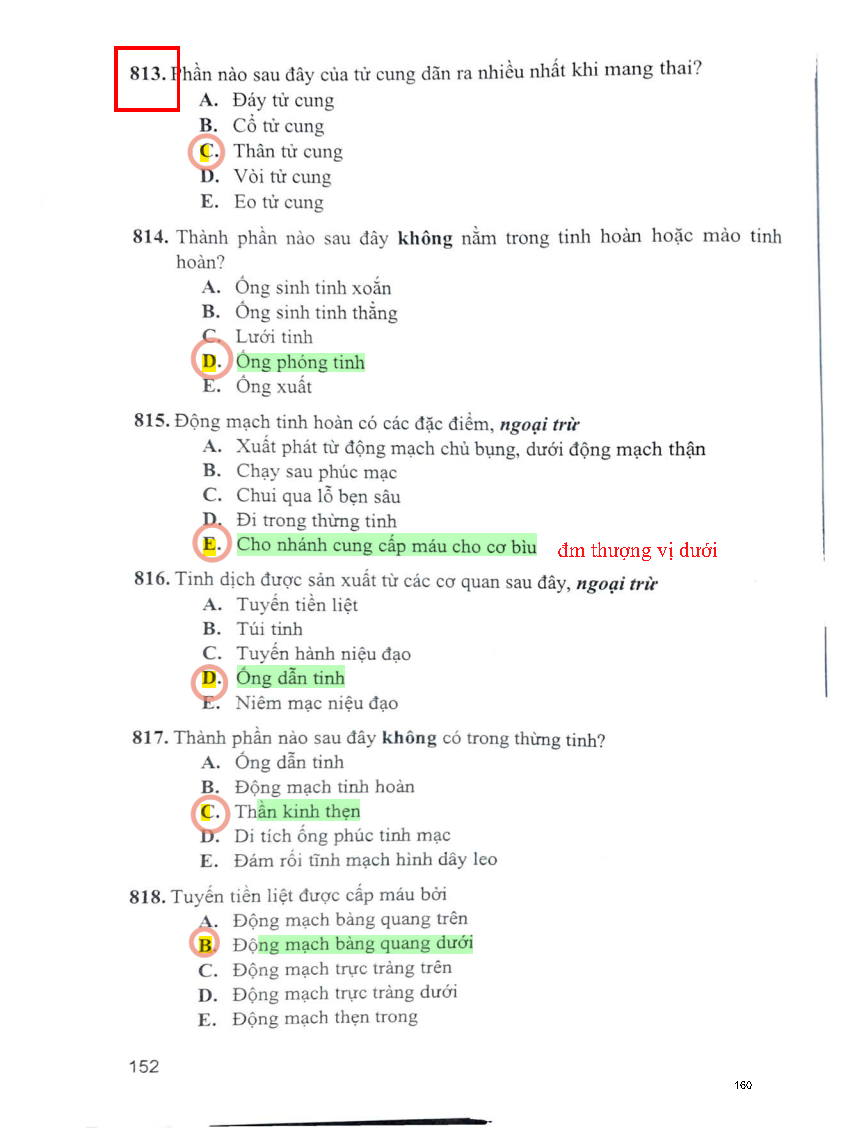 813. Phần nào sau đây của tử cung dãn ra nhiều nhất khi mang thai?
A. Đáy tử cung
B. Cổ tử cung
C. Thân tử cung
D. Vòi tử cung
E. Eo tử cung
814. Thành phần nào sau đây không nằm trong tinh hoàn hoặc mào tinh
hoàn?
A. Ống sinh tinh xoắn
B. Ống sinh tinh thẳng
C. Lưới tinh
D. Ống phóng tinh
E. Ống xuất
815. Động mạch tinh hoàn có các đặc điểm, ngoại trừ
A. Xuất phát từ động mạch chủ bụng, dưới động mạch thận
B. Chạy sau phúc mạc
C. Chui qua lỗ bẹn sâu
D. Đi trong thừng tinh
E. Cho nhánh cung cấp máu cho cơ bìu đm thượng vị dưới
816. Tinh dịch được sản xuất từ các cơ quan sau đây, ngoại trừ
A. Tuyến tiền liệt
B. Túi tinh
C. Tuyến hành niệu đạo
D. Ống dẫn tinh
E. Niêm mạc niệu đạo
817. Thành phần nào sau đây không có trong thừng tinh?
A. Ống dẫn tinh
B. Động mạch tinh hoàn
C. Thần kinh thẹn
D. Di tích ống phúc tinh mạc
E. Đám rối tĩnh mạch hình dây leo
818. Tuyến tiền liệt được cấp máu bởi
A. Động mạch bàng quang trên
B. Động mạch bàng quang dưới
C. Động mạch trực tràng trên
D. Động mạch trực tràng dưới
E. Động mạch thẹn trong
152
160